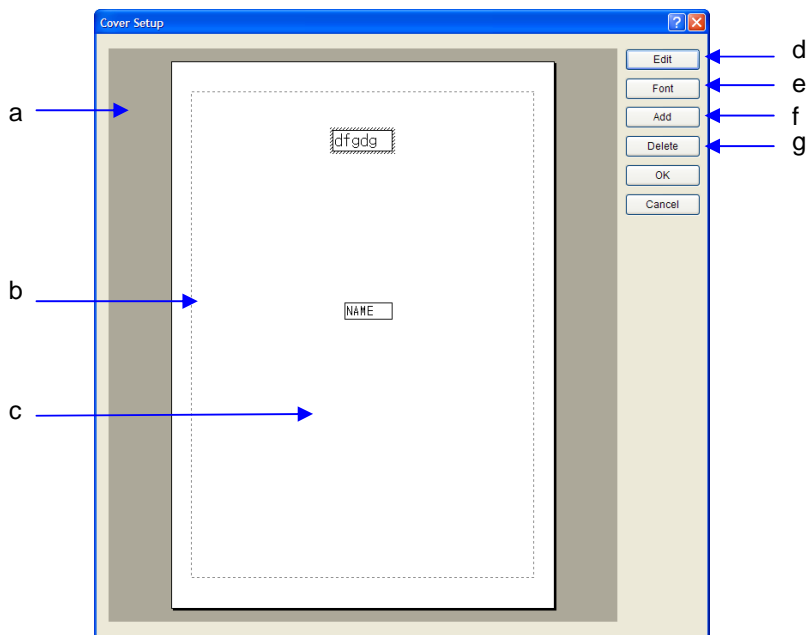 Cover Setup
Edit
d
Font
e
a
Add
f
dfgdg
Delete
g
OK
Cancel
b
NAME
c